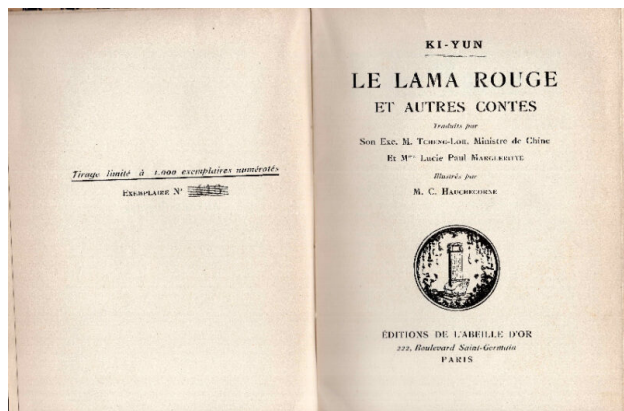 Tirage limité à 1.000 exemplaires numérotés
EXEMPLAIRE N°
KI-YUN
LE LAMA ROUGE
ET AUTRES CONTES
Traduits par
Son Exc. M. TCHENG-LOH, Ministre de Chine
Et Mme Lucie Paul MARGUERITTE
Illustrés par
M. C. HAUCHECORNE
ÉDITIONS DE L'ABEILLE D'OR
222, Boulevard Saint-Germain
PARIS